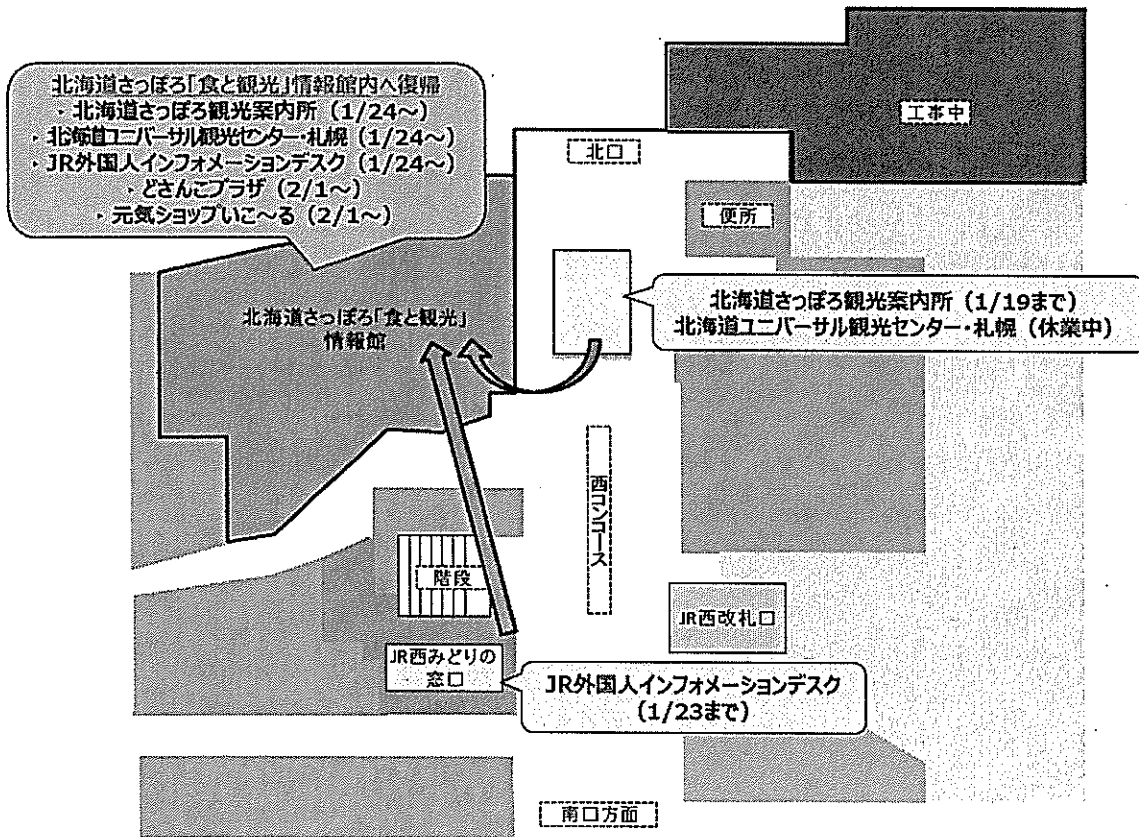 北海道さっぽろ「食と観光」情報館内へ復帰
・北海道さっぽろ観光案内所（1/24～）
・北海道ユニバーサル観光センター・札幌（1/24～）
・JR外国人インフォメーションデスク（1/24～）
・どさんこプラザ（2/1～）
・元気ショップいこ～る（2/1～）
工事中
北口
便所
北海道さっぽろ観光案内所（1/19まで）
北海道ユニバーサル観光センター・札幌（休業中）
北海道さっぽろ「食と観光」
情報館
西コンコース
階段
JR西改札口
JR西みどりの
窓口
JR外国人インフォメーションデスク
（1/23まで）
南口方面